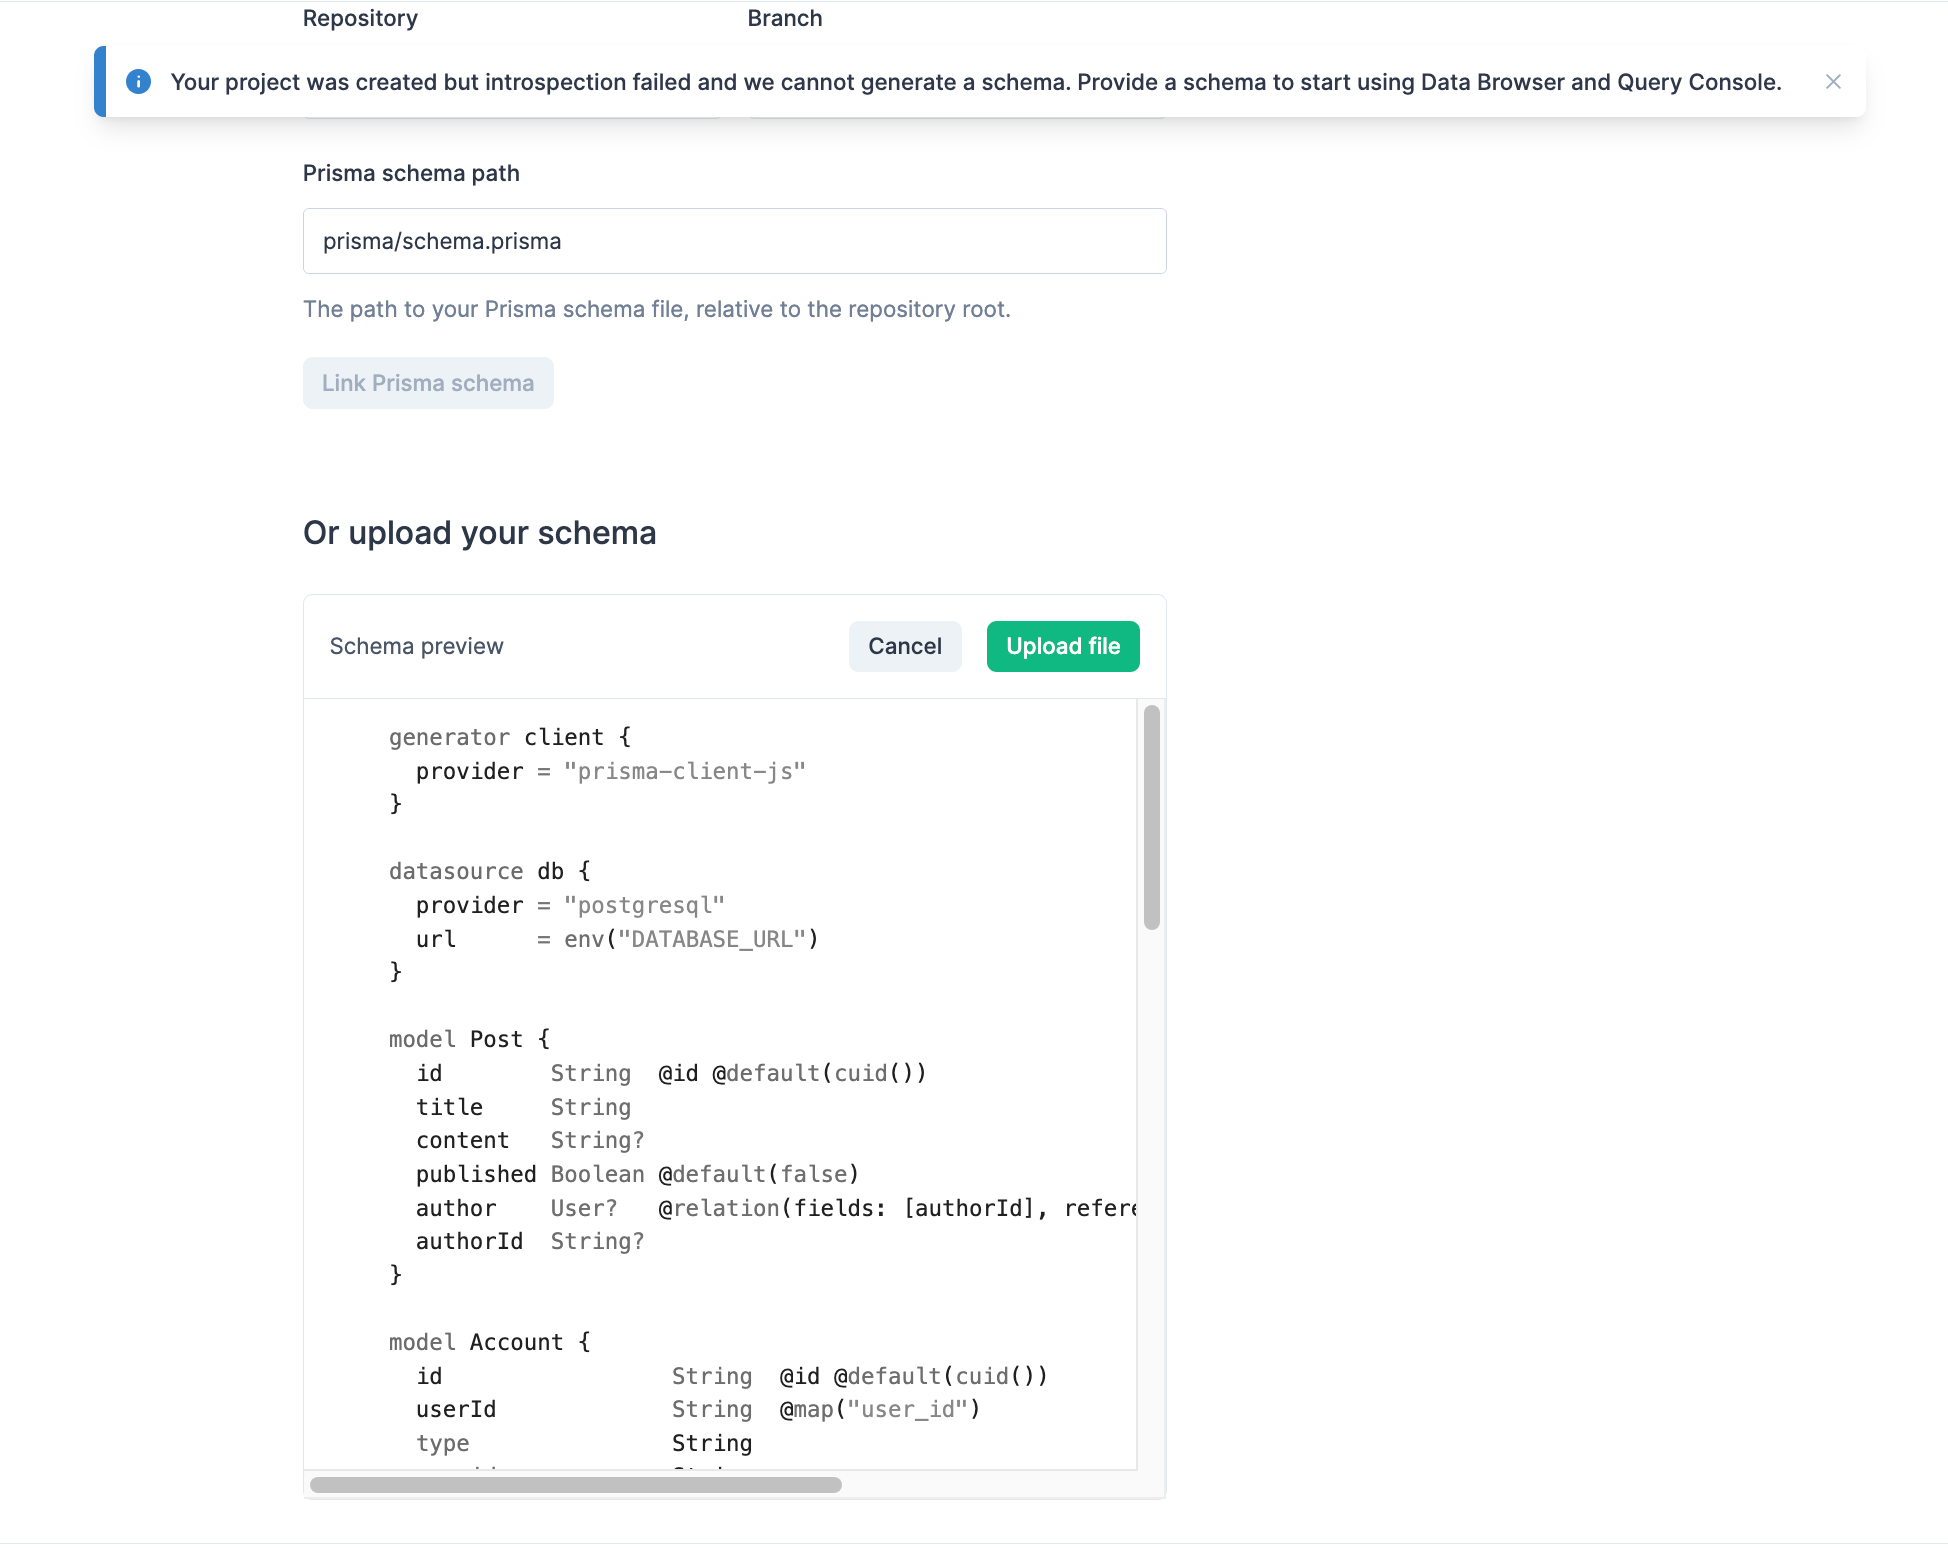 Repository
Branch
Your project was created but introspection failed and we cannot generate a schema. Provide a schema to start using Data Browser and Query Console.
Prisma schema path
prisma/schema.prisma
The path to your Prisma schema file, relative to the repository root.
Link Prisma schema
Or upload your schema
Schema preview
Cancel
Upload file
generator client {
  provider = "prisma-client-js"
}
datasource db {
  provider = "postgresql"
  url      = env("DATABASE_URL")
}
model Post {
  id        String  @id @default(cuid())
  title     String
  content   String?
  published Boolean @default(false)
  author    User?   @relation(fields: [authorId], refere
  authorId  String?
}
model Account {
  id                 String  @id @default(cuid())
  userId             String  @map("user_id")
  type               String